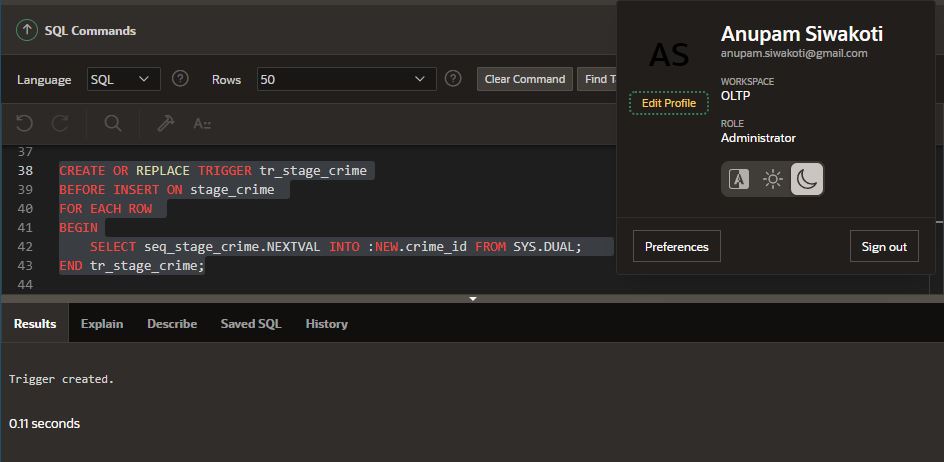 SQL Commands
Language SQL Rows 50 Clear Command Find T
37
38 CREATE OR REPLACE TRIGGER tr_stage_crime
39 BEFORE INSERT ON stage_crime
40 FOR EACH ROW
41 BEGIN
42 SELECT seq_stage_crime.NEXTVAL INTO :NEW.crime_id FROM SYS.DUAL;
43 END tr_stage_crime;
44
AS
Edit Profile
Anupam Siwakoti
anupam.siwakoti@gmail.com
WORKSPACE
OLTP
ROLE
Administrator
Preferences Sign out
Results Explain Describe Saved SQL History
Trigger created.
0.11 seconds